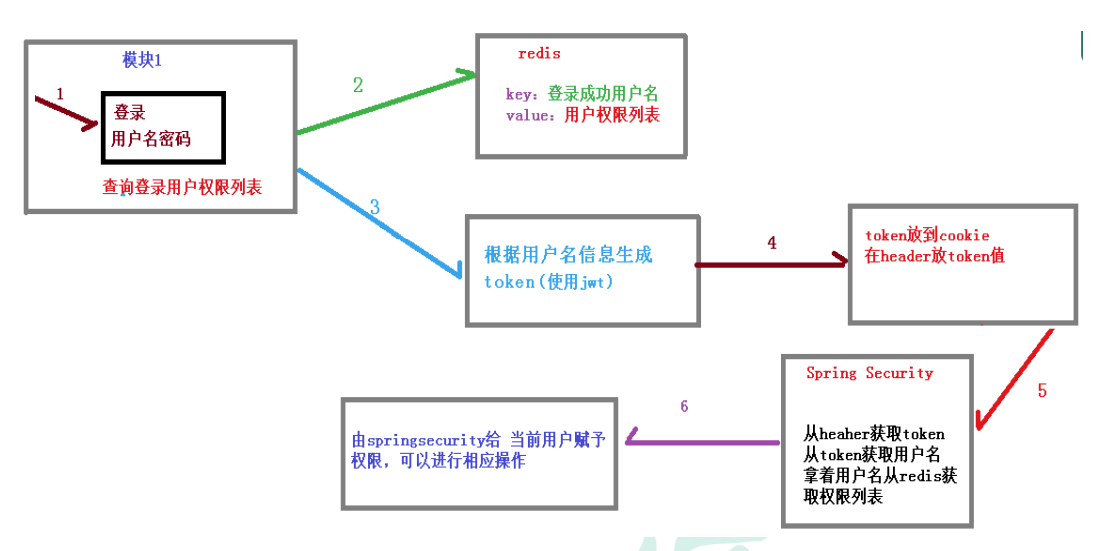 模块1
1
登录
用户名密码
查询登录用户权限列表
2
redis
key：登录成功用户名
value：用户权限列表
3
根据用户名信息生成
token(使用jwt)
4
token放到cookie
在header放token值
5
Spring Security
从heaher获取token
从token获取用户名
拿着用户名从redis获
取权限列表
6
由springsecurity给 当前用户赋予
权限，可以进行相应操作